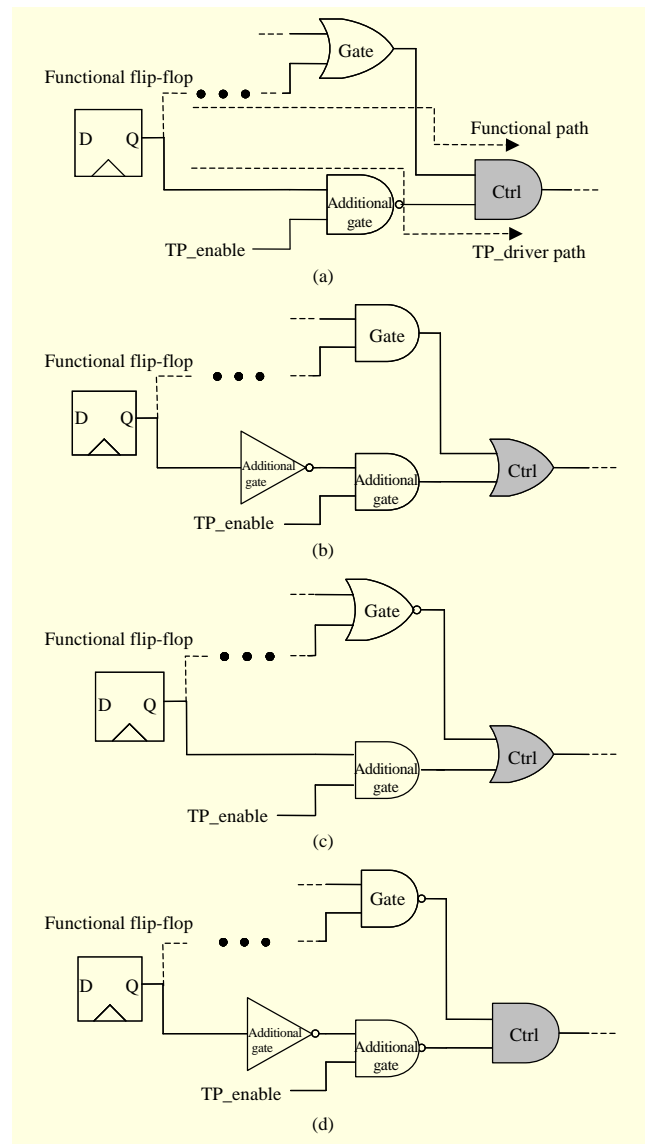 Gate
Functional flip-flop
Functional path
D Q
Ctrl
Additional
gate
TP_enable
TP_driver path
(a)
Gate
Functional flip-flop
D Q
Ctrl
Additional
gate
Additional
gate
TP_enable
(b)
Gate
Functional flip-flop
D Q
Ctrl
Additional
gate
TP_enable
(c)
Gate
Functional flip-flop
D Q
Ctrl
Additional
gate
Additional
gate
TP_enable
(d)